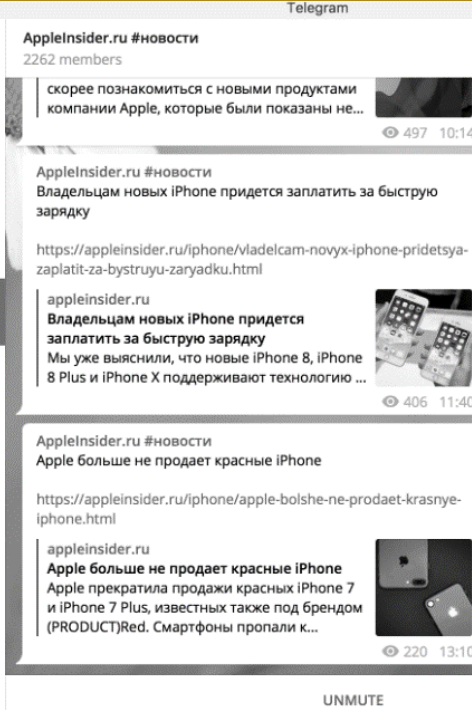 Telegram
AppleInsider.ru #новости
2262 members
скорее познакомиться с новыми продуктами
компании Apple, которые были показаны не...
497 10:14
AppleInsider.ru #новости
Владельцам новых iPhone придется заплатить за быструю
зарядку
https://appleinsider.ru/iphone/vladelcam-novyx-iphone-pridetsya-
zaplatit-za-bystruyu-zaryadku.html
appleinsider.ru
Владельцам новых iPhone придется
заплатить за быструю зарядку
Мы уже выяснили, что новые iPhone 8, iPhone
8 Plus и iPhone X поддерживают технологию ...
406 11:40
AppleInsider.ru #новости
Apple больше не продает красные iPhone
https://appleinsider.ru/iphone/apple-bolshe-ne-prodaet-krasnye-
iphone.html
appleinsider.ru
Apple больше не продает красные iPhone
Apple прекратила продажи красных iPhone 7
и iPhone 7 Plus, известных также под брендом
(PRODUCT)Red. Смартфоны пропали к...
220 13:10
UNMUTE